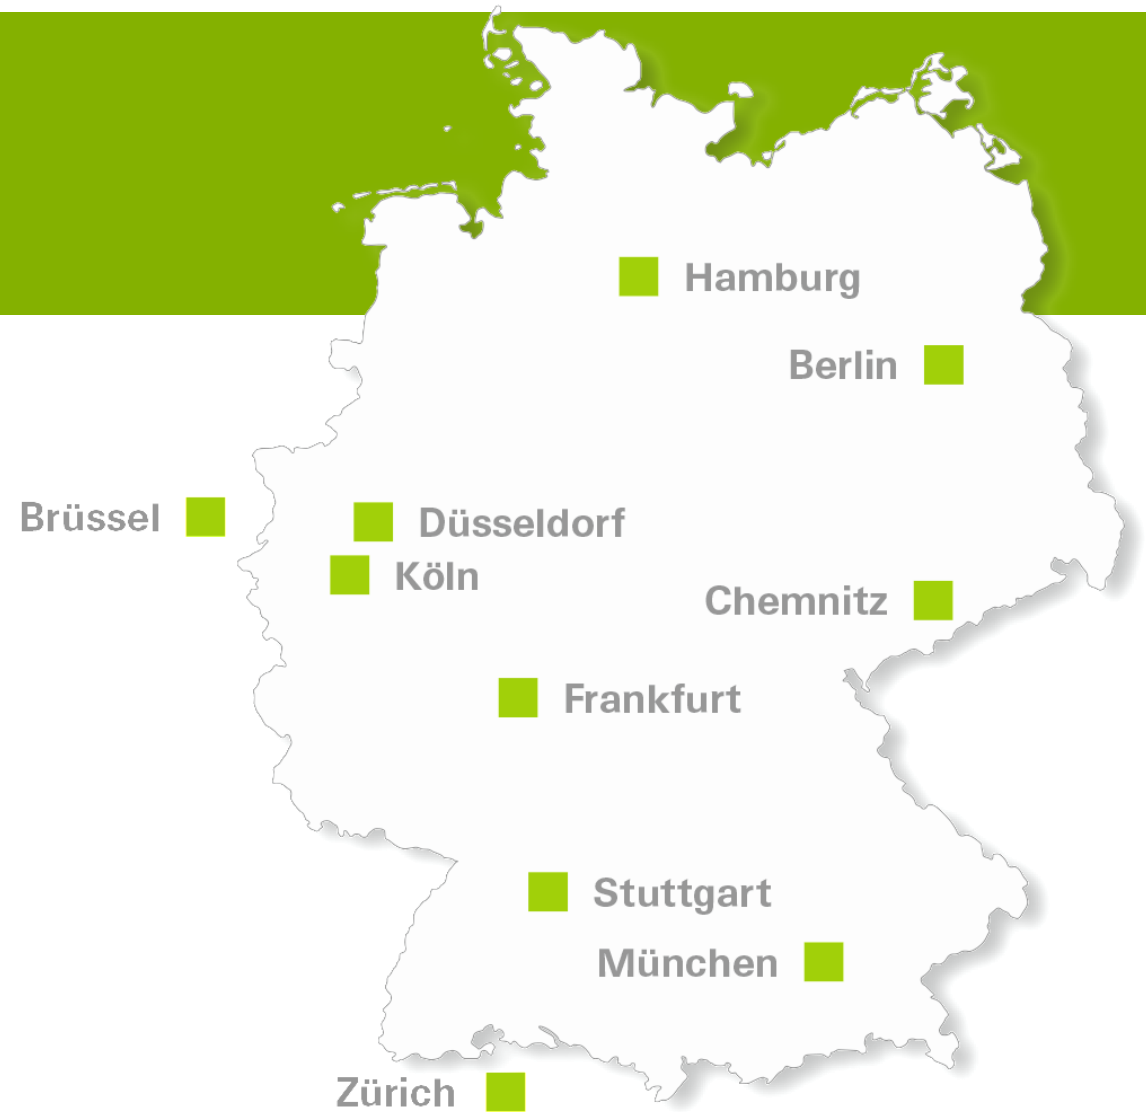 Hamburg
Berlin
Brüssel
Düsseldorf
Köln
Chemnitz
Frankfurt
Stuttgart
München
Zürich